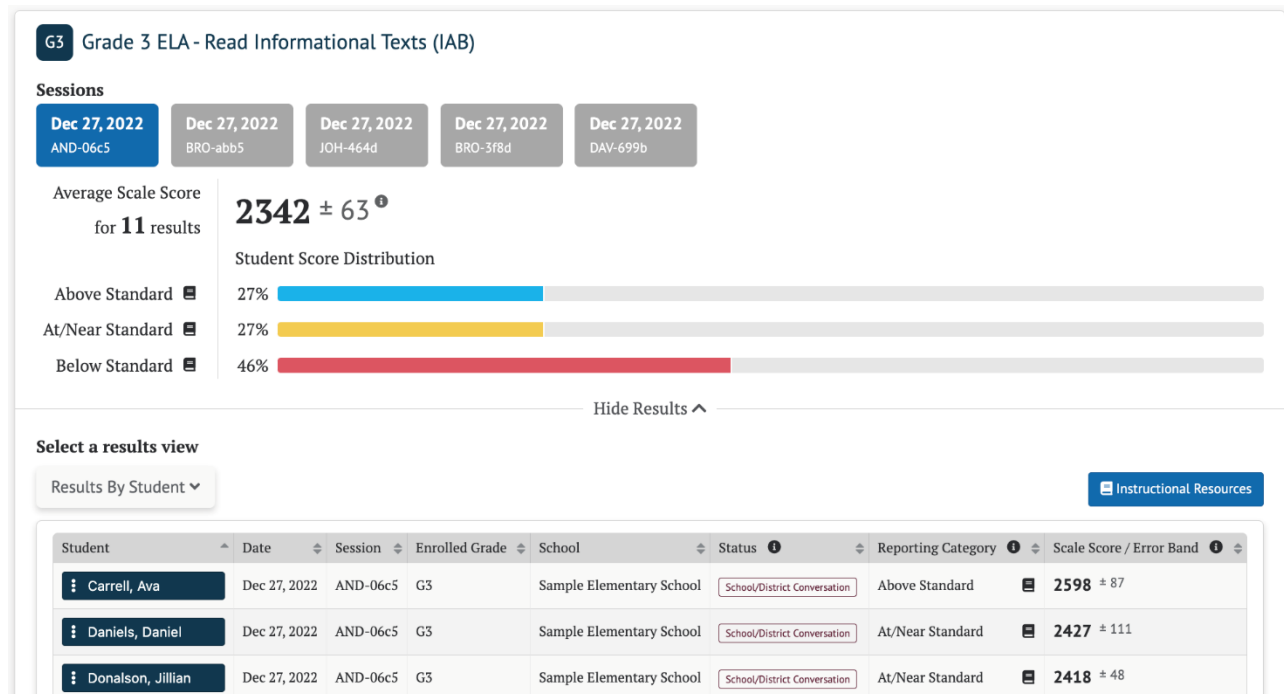 G3 Grade 3 ELA - Read Informational Texts (IAB)
Sessions
Dec 27, 2022 Dec 27, 2022 Dec 27, 2022 Dec 27, 2022 Dec 27, 2022
AND-06c5 BRO-abb5 JOH-464d BRO-3f8d DAV-699b
Average Scale Score
for 11 results
2342 ± 63
Student Score Distribution
Above Standard 27%
At/Near Standard 27%
Below Standard 46%
Hide Results
Select a results view
Results By Student
Instructional Resources
Student Date Session Enrolled Grade School Status Reporting Category Scale Score / Error Band
Carrell, Ava Dec 27, 2022 AND-06c5 G3 Sample Elementary School School/District Conversation Above Standard 2598 ± 87
Daniels, Daniel Dec 27, 2022 AND-06c5 G3 Sample Elementary School School/District Conversation At/Near Standard 2427 ± 111
Donalson, Jillian Dec 27, 2022 AND-06c5 G3 Sample Elementary School School/District Conversation At/Near Standard 2418 ± 48